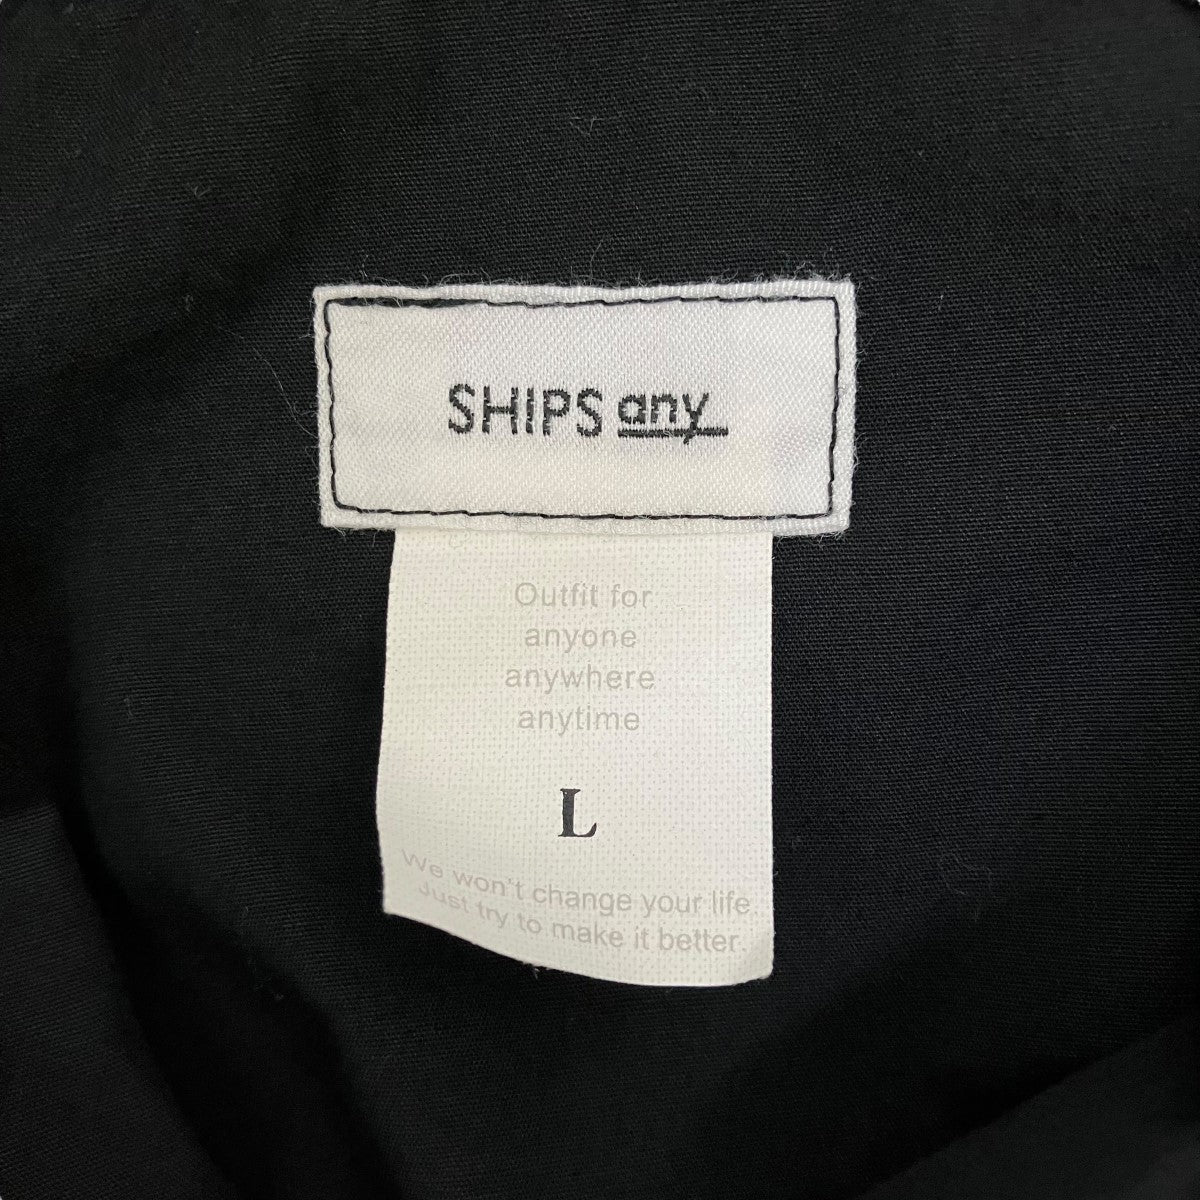 SHIPS any
Outfit for
anyone
anywhere
anytime
L
We won't change your life.
Just try to make it better.